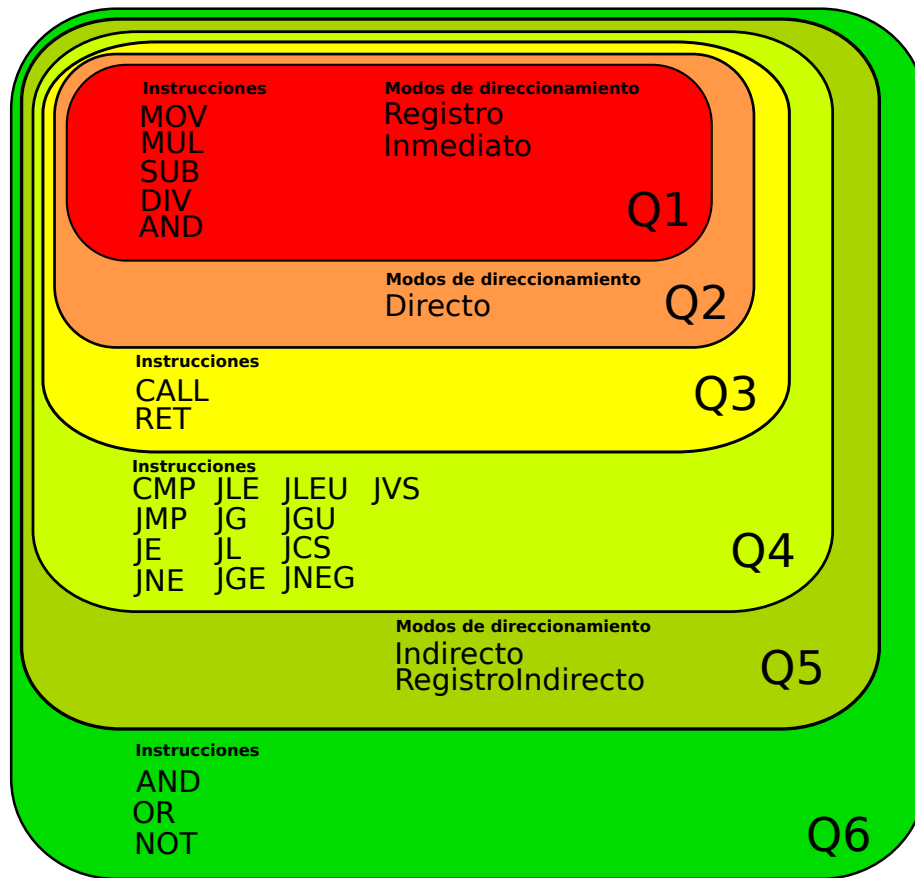 Instrucciones
MOV
MUL
SUB
DIV
AND
Modos de direccionamiento
Registro
Inmediato
Q1
Modos de direccionamiento
Directo
Q2
Instrucciones
CALL
RET
Q3
Instrucciones
CMP JLE JLEU JVS
JMP JG JGU
JE JL JCS
JNE JGE JNEG
Q4
Modos de direccionamiento
Indirecto
RegistroIndirecto
Q5
Instrucciones
AND
OR
NOT
Q6